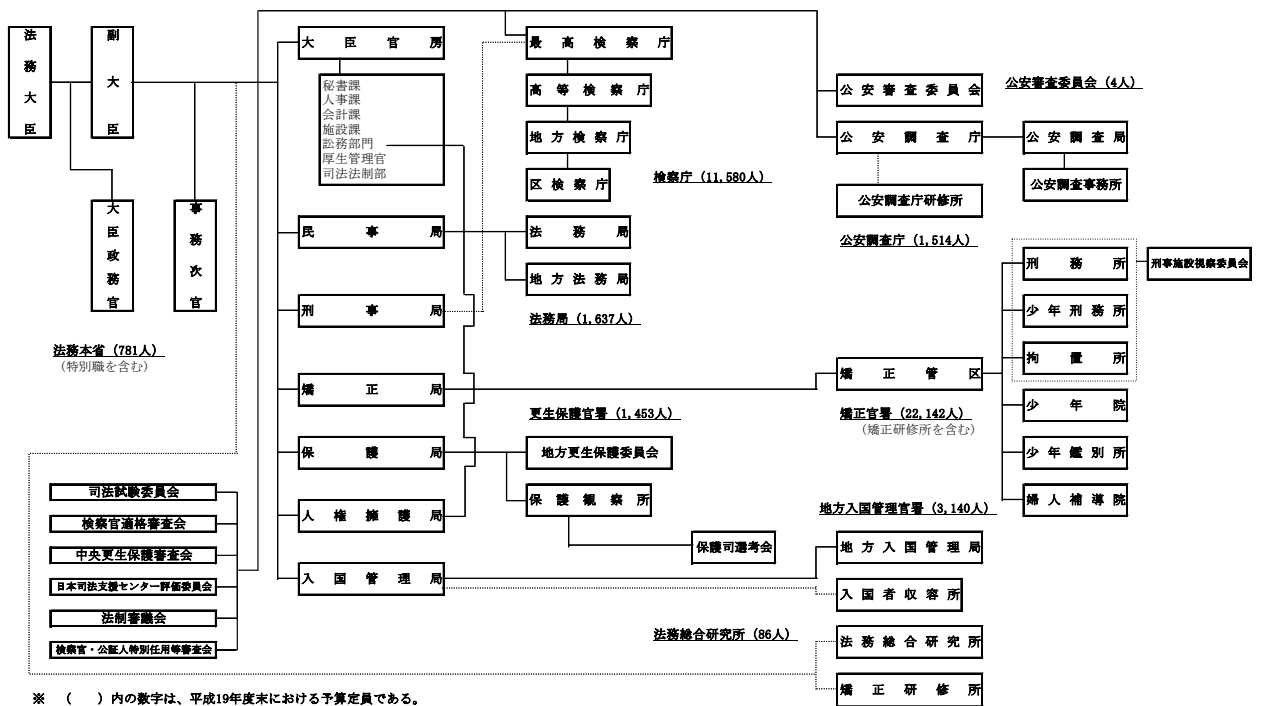 法務大臣
副大臣
大臣政務官
事務次官
法務本省(781人)
(特別職を含む)
司法試験委員会
検察官適格審査会
中央更生保護審査会
日本司法支援センター評価委員会
法制審議会
検察官・公証人特別任用等審査会
大臣官房
秘書課
人事課
会計課
施設課
訟務部門
厚生管理官
司法法制部
民事局
刑事局
矯正局
保護局
人権擁護局
入国管理局
最高検察庁
高等検察庁
地方検察庁
区検察庁
検察庁(11,580人)
法務局
地方法務局
法務局(1,637人)
更生保護官署(1,453人)
地方更生保護委員会
保護観察所
保護司選考会
公安審査委員会
公安審査委員会(4人)
公安調査庁
公安調査局
公安調査庁研修所
公安調査事務所
公安調査庁(1,514人)
刑務所
刑事施設視察委員会
少年刑務所
拘置所
矯正管区
矯正官署(22,142人)
(矯正研修所を含む)
少年院
少年鑑別所
婦人補導院
地方入国管理官署(3,140人)
地方入国管理局
入国者収容所
法務総合研究所(86人)
法務総合研究所
矯正研修所
※ ( )内の数字は、平成19年度末における予算定員である。